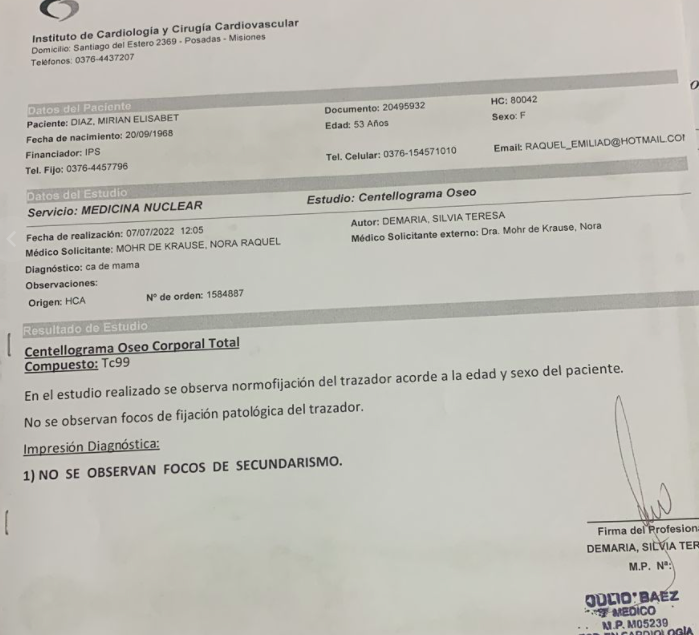 Instituto de Cardiología y Cirugía Cardiovascular
Domicilio: Santiago del Estero 2369 - Posadas - Misiones
Teléfonos: 0376-4437207
Datos del Paciente
Paciente: DIAZ, MIRIAN ELISABET Documento: 20495932 HC: 80042
Fecha de nacimiento: 20/09/1968 Edad: 53 Años Sexo: F
Financiador: IPS
Tel. Fijo: 0376-4457796 Tel. Celular: 0376-154571010 Email: RAQUEL_EMILIAD@HOTMAIL.COM
Datos del Estudio
Servicio: MEDICINA NUCLEAR Estudio: Centellograma Oseo
Fecha de realización: 07/07/2022 12:05 Autor: DEMARIA, SILVIA TERESA
Médico Solicitante: MOHR DE KRAUSE, NORA RAQUEL Médico Solicitante externo: Dra. Mohr de Krause, Nora
Diagnóstico: ca de mama
Observaciones:
Origen: HCA Nº de orden: 1584887
Resultado de Estudio
Centellograma Oseo Corporal Total
Compuesto: Tc99
En el estudio realizado se observa normofijación del trazador acorde a la edad y sexo del paciente.
No se observan focos de fijación patológica del trazador.
Impresión Diagnóstica:
1) NO SE OBSERVAN FOCOS DE SECUNDARISMO.
Firma del Profesion
DEMARIA, SILVIA TER
M.P. Nº:
JULIO BAEZ
MEDICO
M.P. M05239
CARDIOLOGÍA